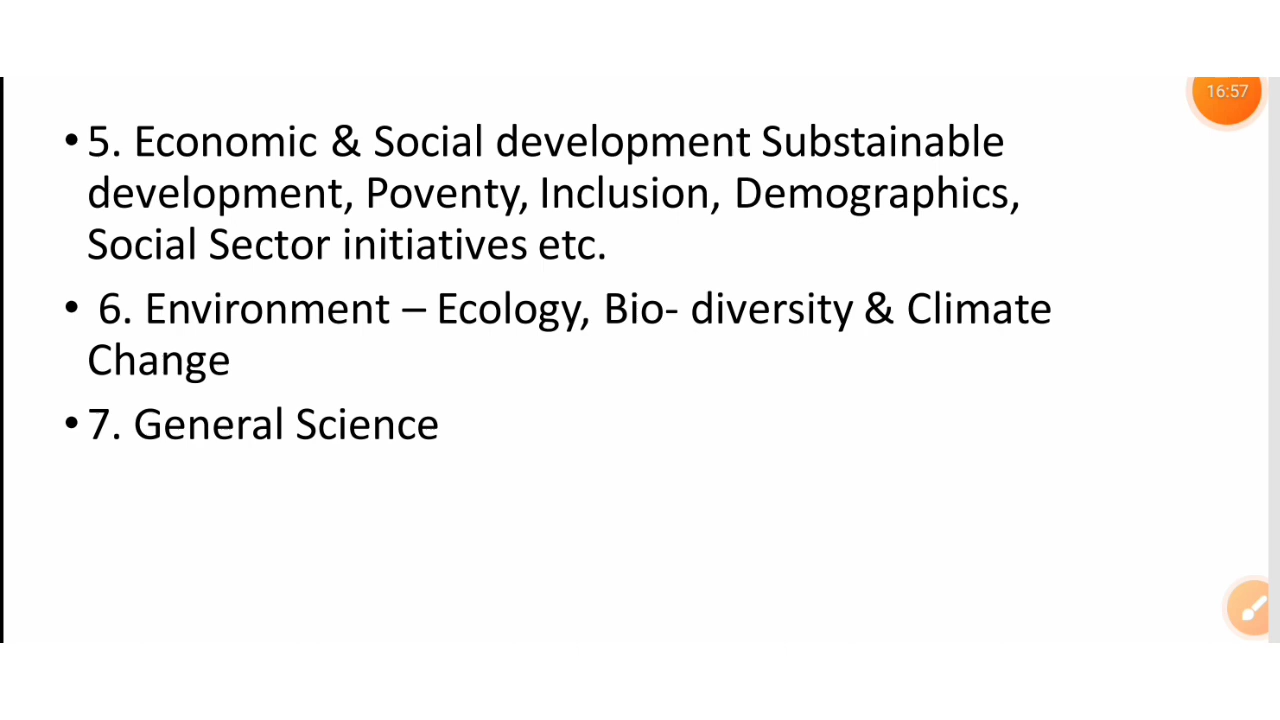 16:57
• 5. Economic & Social development Substainable
development, Poventy, Inclusion, Demographics,
Social Sector initiatives etc.
• 6. Environment – Ecology, Bio- diversity & Climate
Change
• 7. General Science